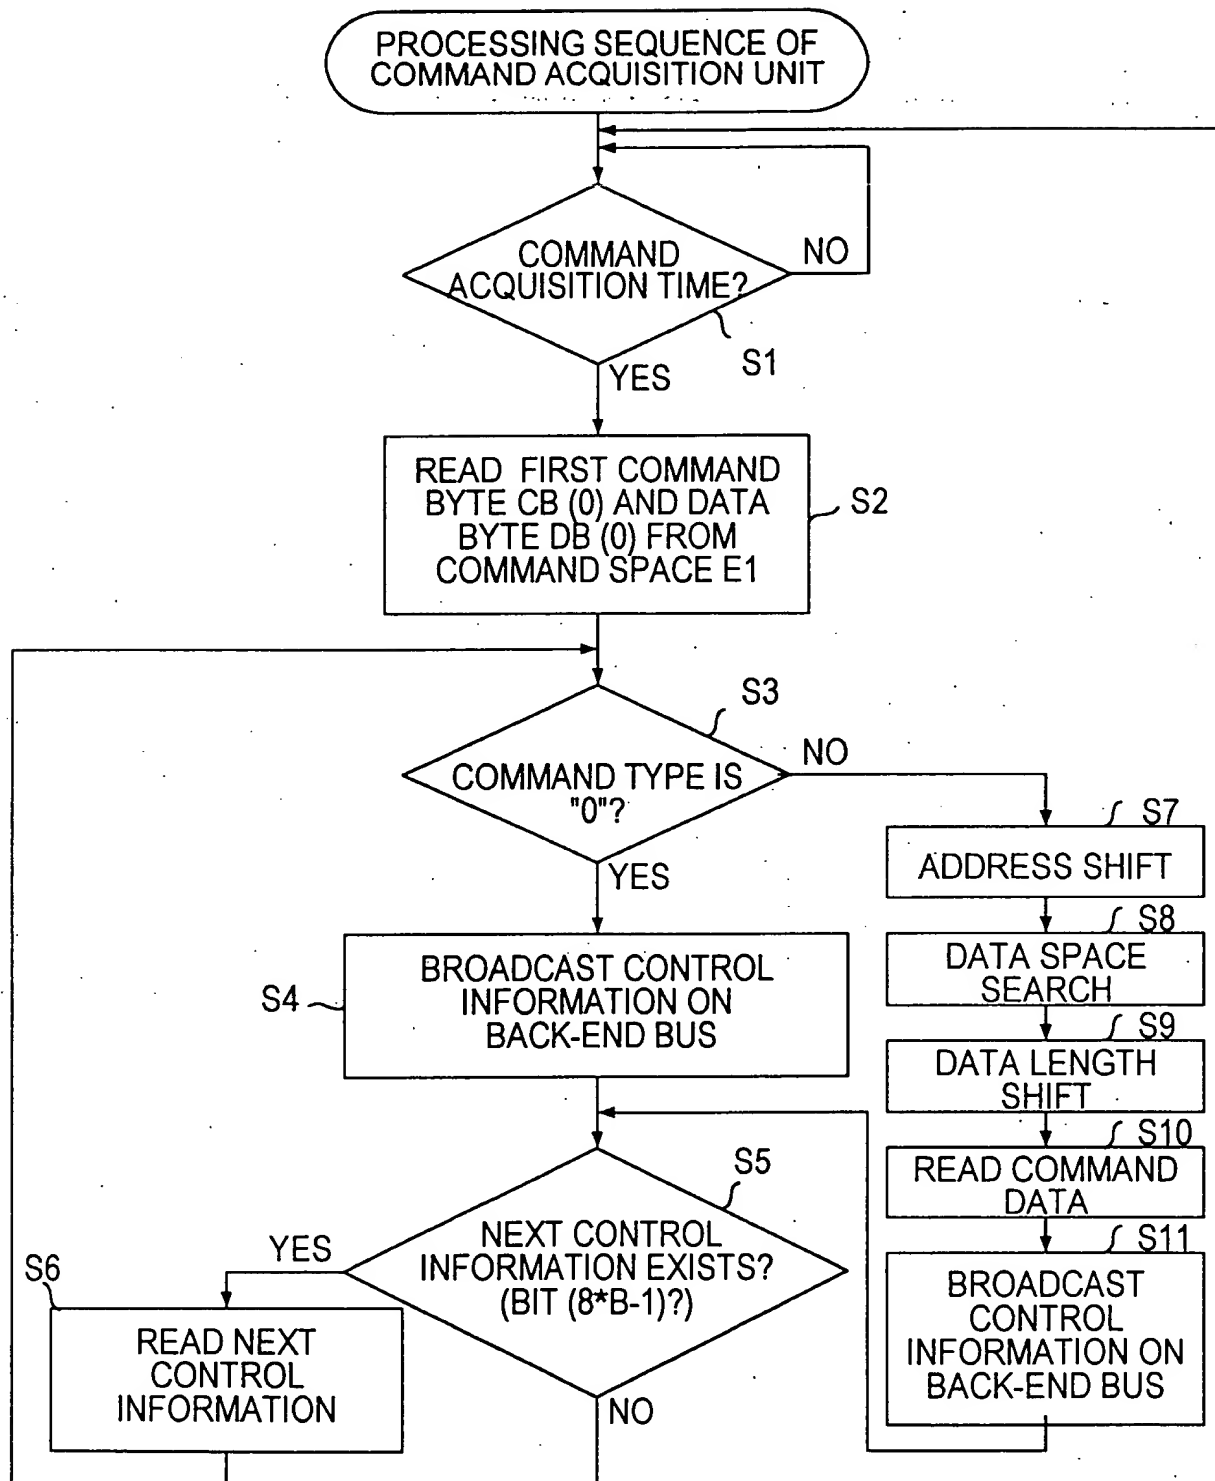 PROCESSING SEQUENCE OF
COMMAND ACQUISITION UNIT
COMMAND
ACQUISITION TIME?
NO
S1
YES
READ FIRST COMMAND
BYTE CB (0) AND DATA
BYTE DB (0) FROM
COMMAND SPACE E1
S2
S3
COMMAND TYPE IS
"0"?
NO
YES
S7
ADDRESS SHIFT
S8
DATA SPACE
SEARCH
S4
BROADCAST CONTROL
INFORMATION ON
BACK-END BUS
S9
DATA LENGTH
SHIFT
S10
READ COMMAND
DATA
S5
NEXT CONTROL
INFORMATION EXISTS?
(BIT (8*B-1)?)
YES
NO
S6
READ NEXT
CONTROL
INFORMATION
S11
BROADCAST
CONTROL
INFORMATION ON
BACK-END BUS